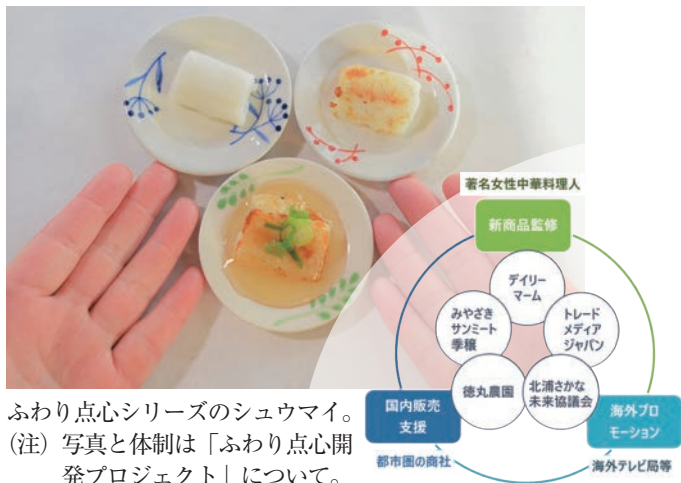 著名女性中華料理人
新商品監修
デイリー
マーム
みやざき
サンミート
季穣
トレード
メディア
ジャパン
徳丸農園
北浦さかな
未来協議会
国内販売
支援
都市圏の商社
海外プロ
モーション
海外テレビ局等
ふわり点心シリーズのシュウマイ。
(注) 写真と体制は「ふわり点心開
発プロジェクト」について。